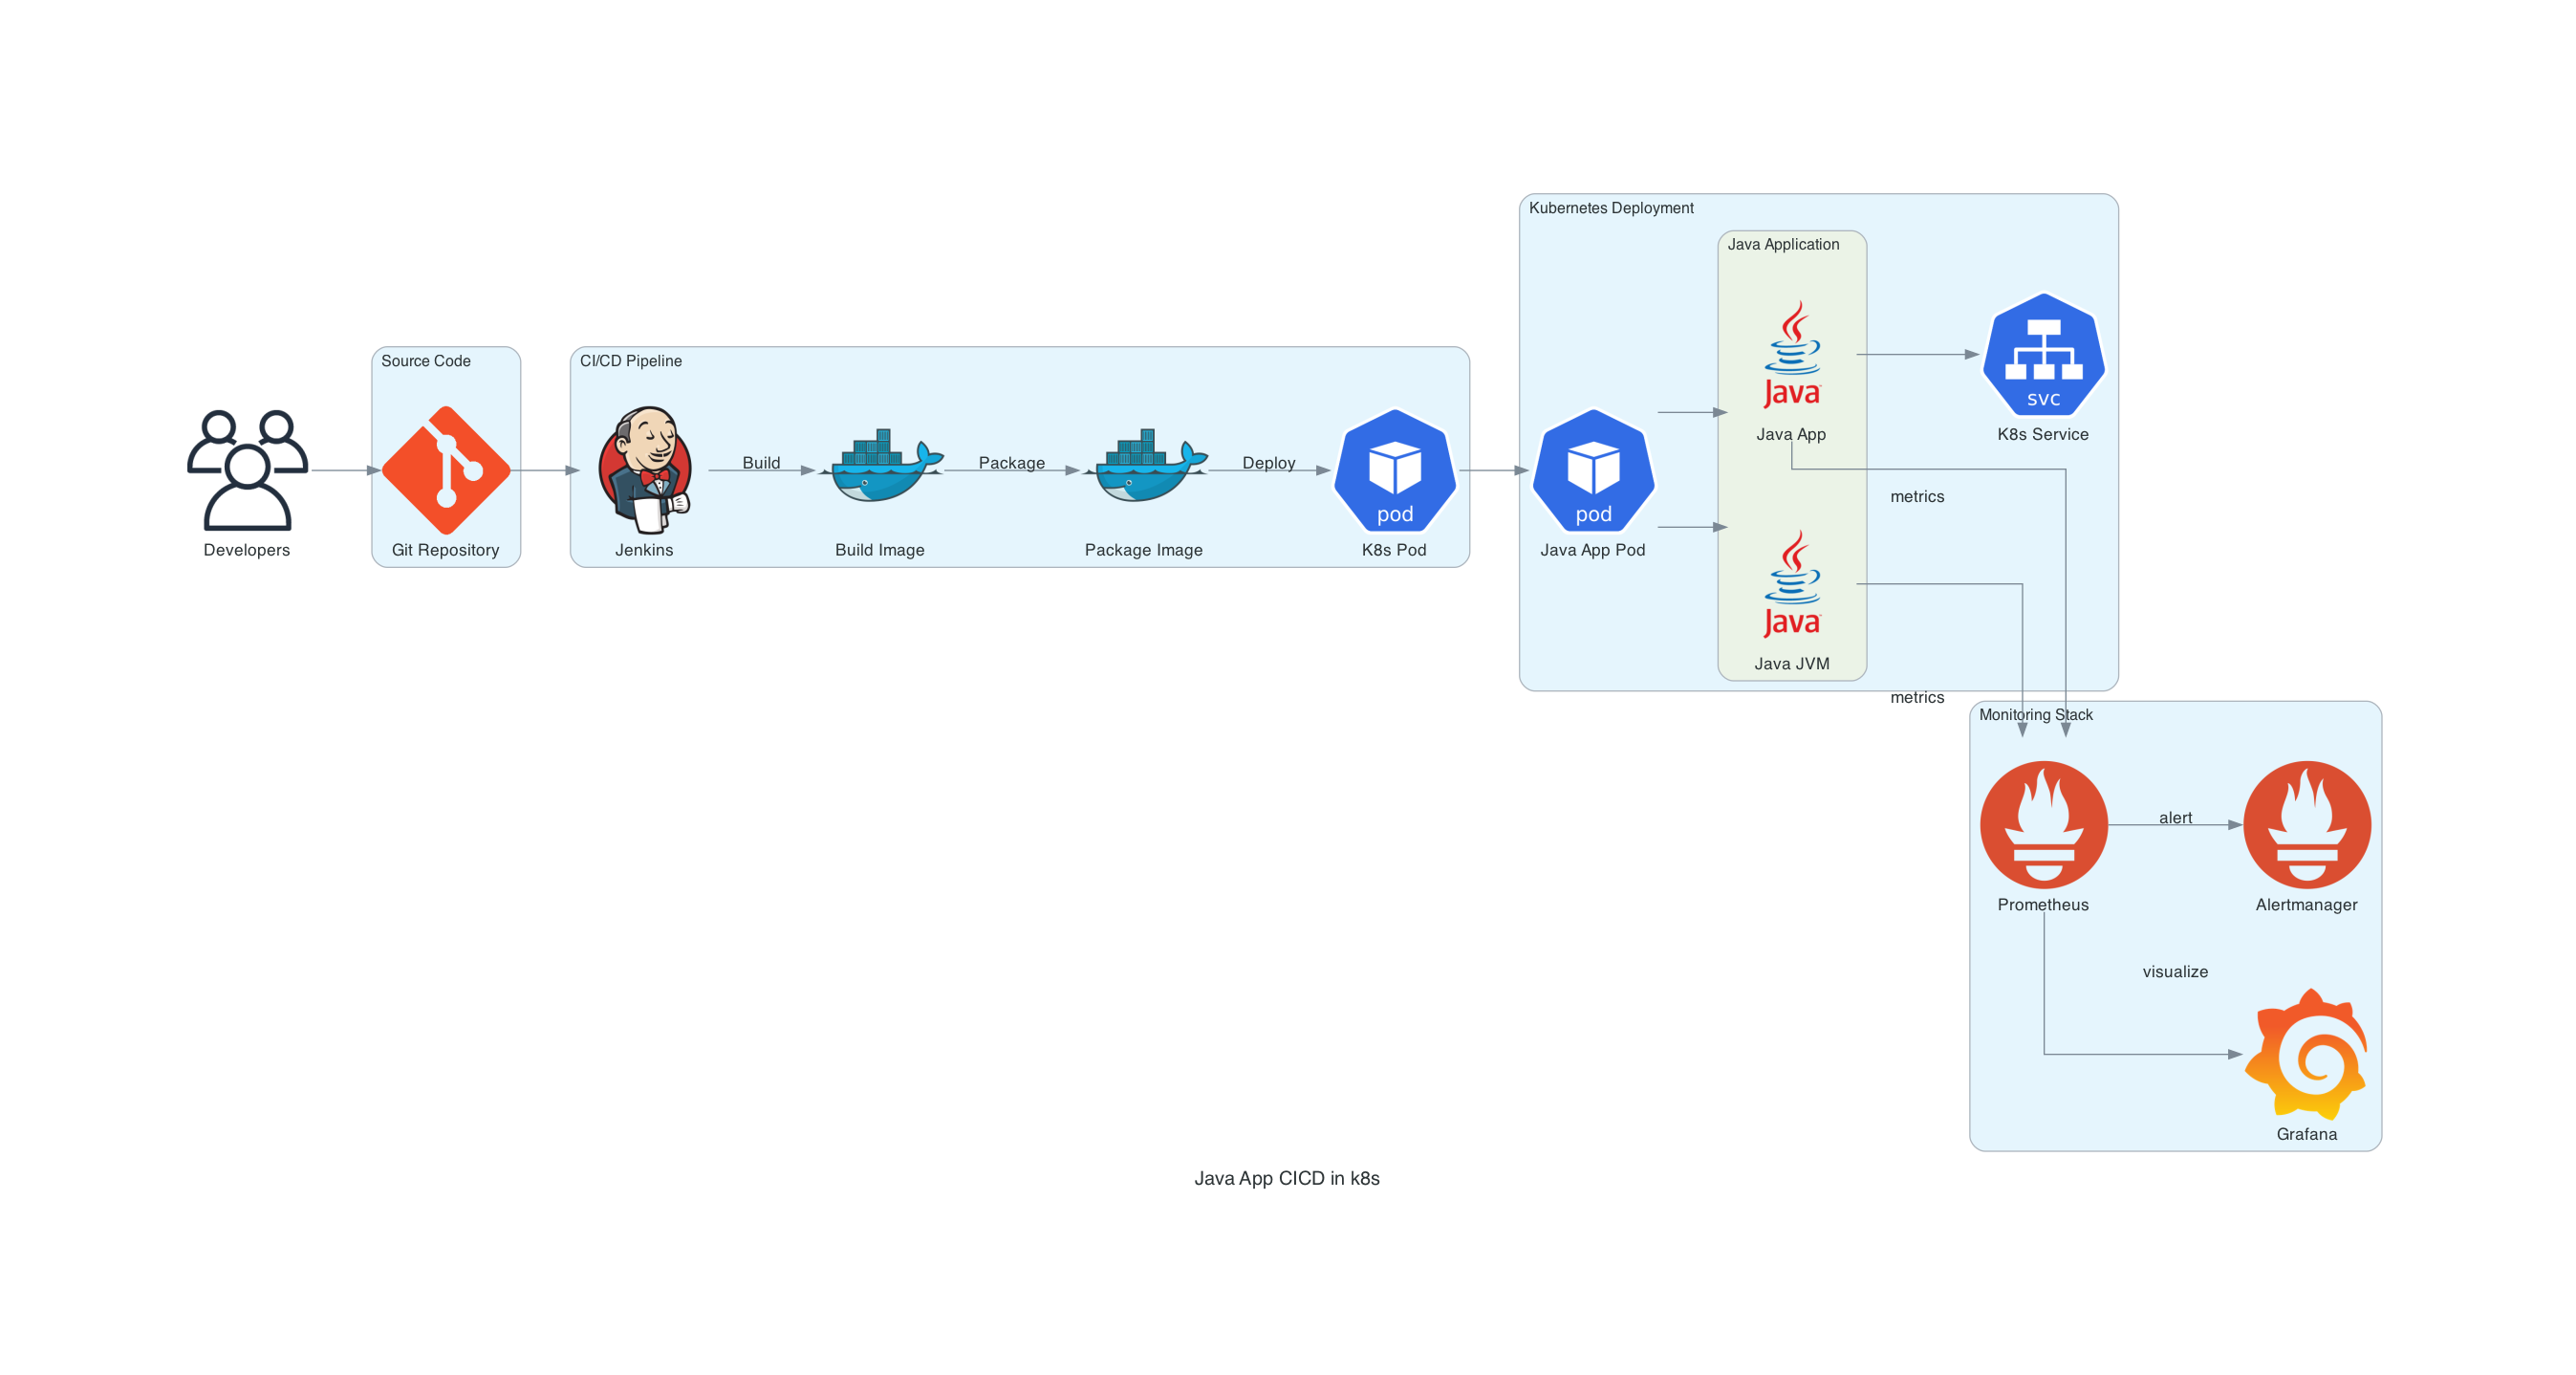 Kubernetes Deployment
Java Application
Java
Java App
svc
K8s Service
Source Code
CI/CD Pipeline
Developers
Git Repository
Jenkins
Build
Build Image
Package
Package Image
Deploy
pod
K8s Pod
pod
Java App Pod
metrics
Java
Java JVM
metrics
Monitoring Stack
Prometheus
alert
Alertmanager
visualize
Grafana
Java App CICD in k8s